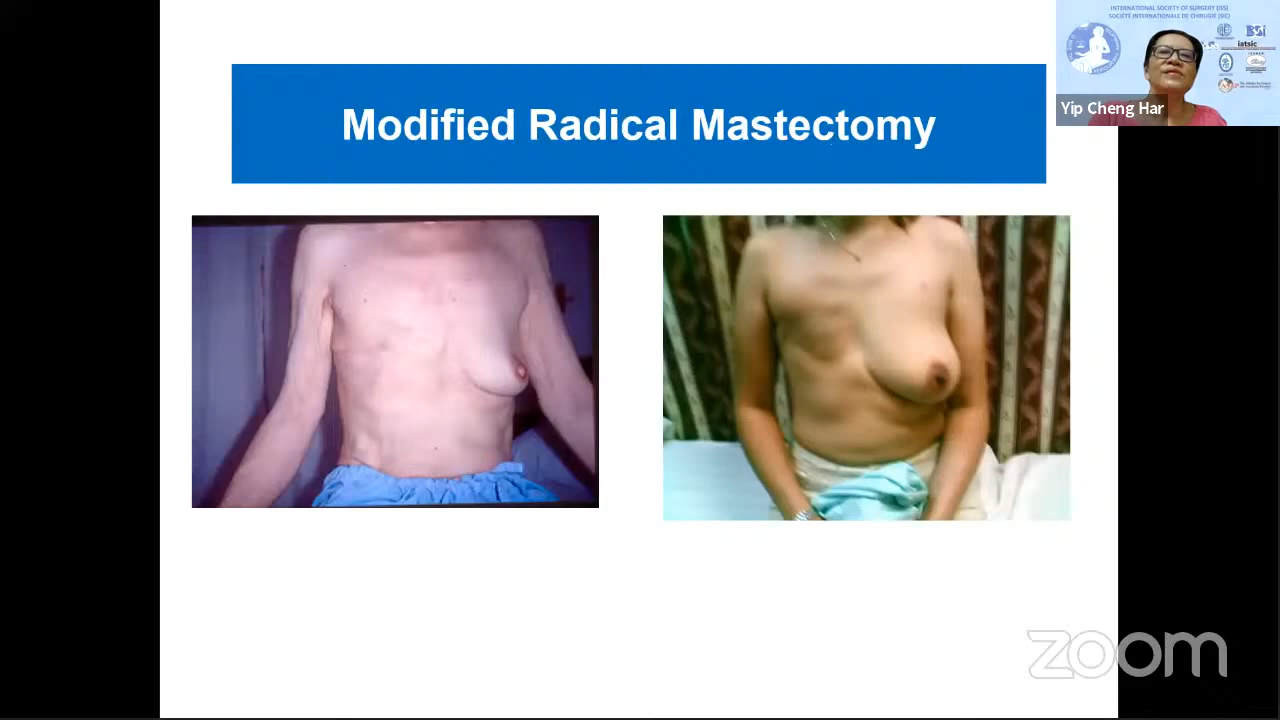 INTERNATIONAL SOCIETY OF SURGERY (ISS)
SOCIÉTÉ INTERNATIONALE DE CHIRURGIE (SIC)
BSI
iatsic
Yip Cheng Har
Modified Radical Mastectomy
zoom